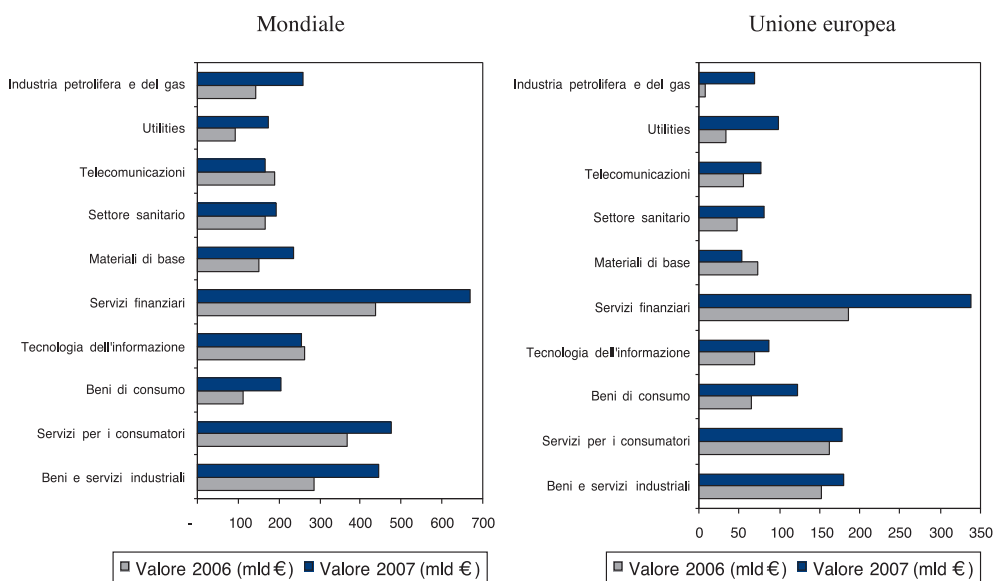 Mondiale
Industria petrolifera e del gas
Utilities
Telecomunicazioni
Settore sanitario
Materiali di base
Servizi finanziari
Tecnologia dell'informazione
Beni di consumo
Servizi per i consumatori
Beni e servizi industriali
- 100 200 300 400 500 600 700
Valore 2006 (mld €) Valore 2007 (mld €)
Unione europea
Industria petrolifera e del gas
Utilities
Telecomunicazioni
Settore sanitario
Materiali di base
Servizi finanziari
Tecnologia dell'informazione
Beni di consumo
Servizi per i consumatori
Beni e servizi industriali
0 50 100 150 200 250 300 350
Valore 2006 (mld €) Valore 2007 (mld €)